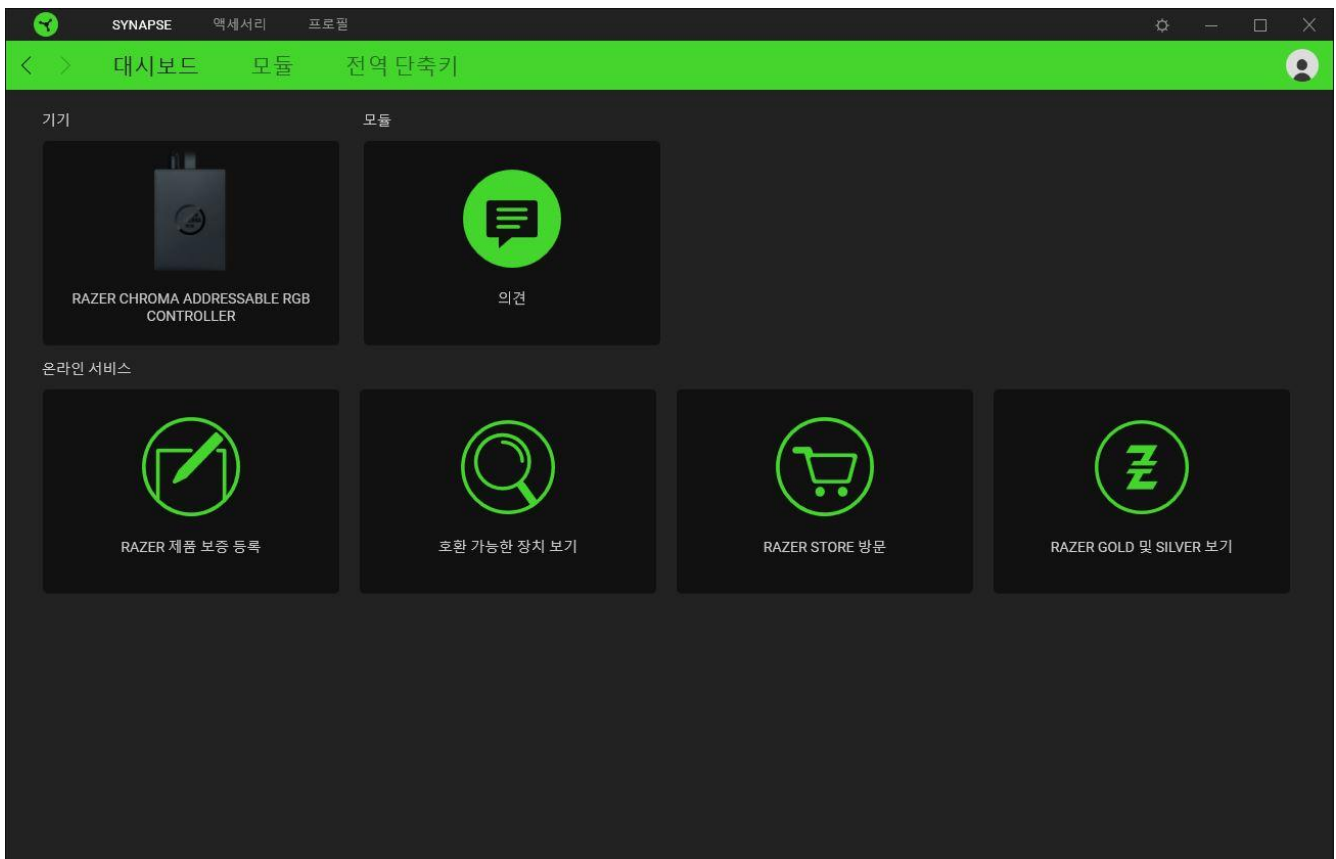 SYNAPSE 액세서리 프로필
대시보드 모듈 전역 단축키
기기 모듈
RAZER CHROMA ADDRESSABLE RGB
CONTROLLER
의견
온라인 서비스
RAZER 제품 보증 등록
호환 가능한 장치 보기
RAZER STORE 방문
RAZER GOLD 및 SILVER 보기